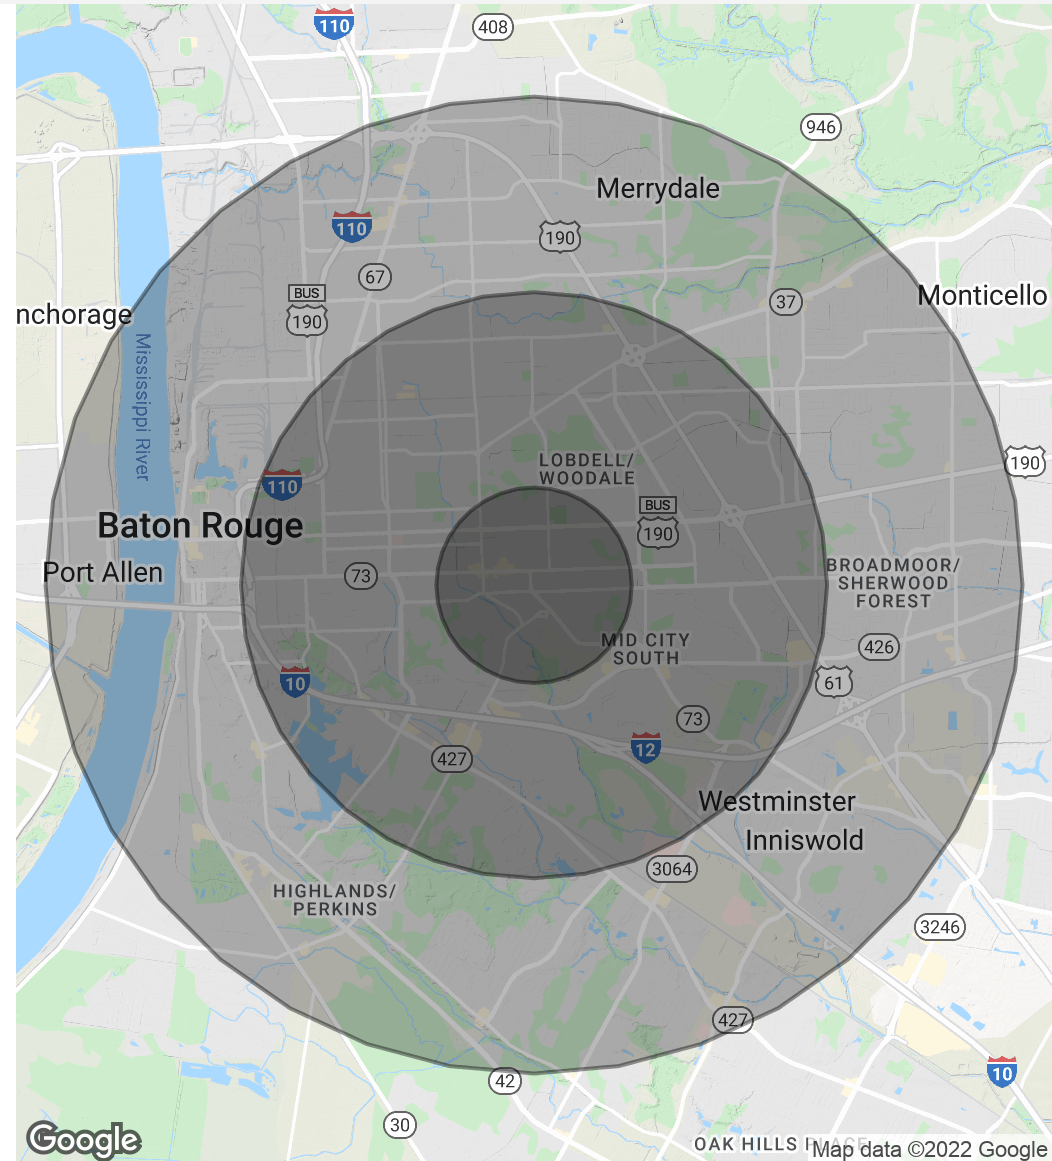 110
408
946
Merrydale
110
190
67
BUS
190
37
Monticello
nchorage
Mississippi River
LOBDELL/
WOODALE
190
110
BUS
190
Baton Rouge
Port Allen
73
BROADMOOR/
SHERWOOD
FOREST
MID CITY
SOUTH
426
10
61
73
12
427
Westminster
Inniswold
3064
HIGHLANDS/
PERKINS
3246
427
10
42
30
Google
OAK HILLS PLACE
Map data ©2022 Google